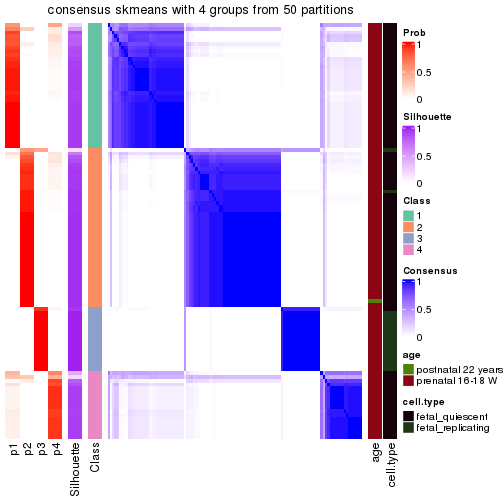 consensus skmeans with 4 groups from 50 partitions
p1
p2
p3
p4
Silhouette
Class
age
cell.type
Prob
1
0.5
0
Silhouette
1
0.5
0
Class
1
2
3
4
Consensus
1
0.5
0
age
postnatal 22 years
prenatal 16-18 W
cell.type
fetal_quiescent
fetal_replicating